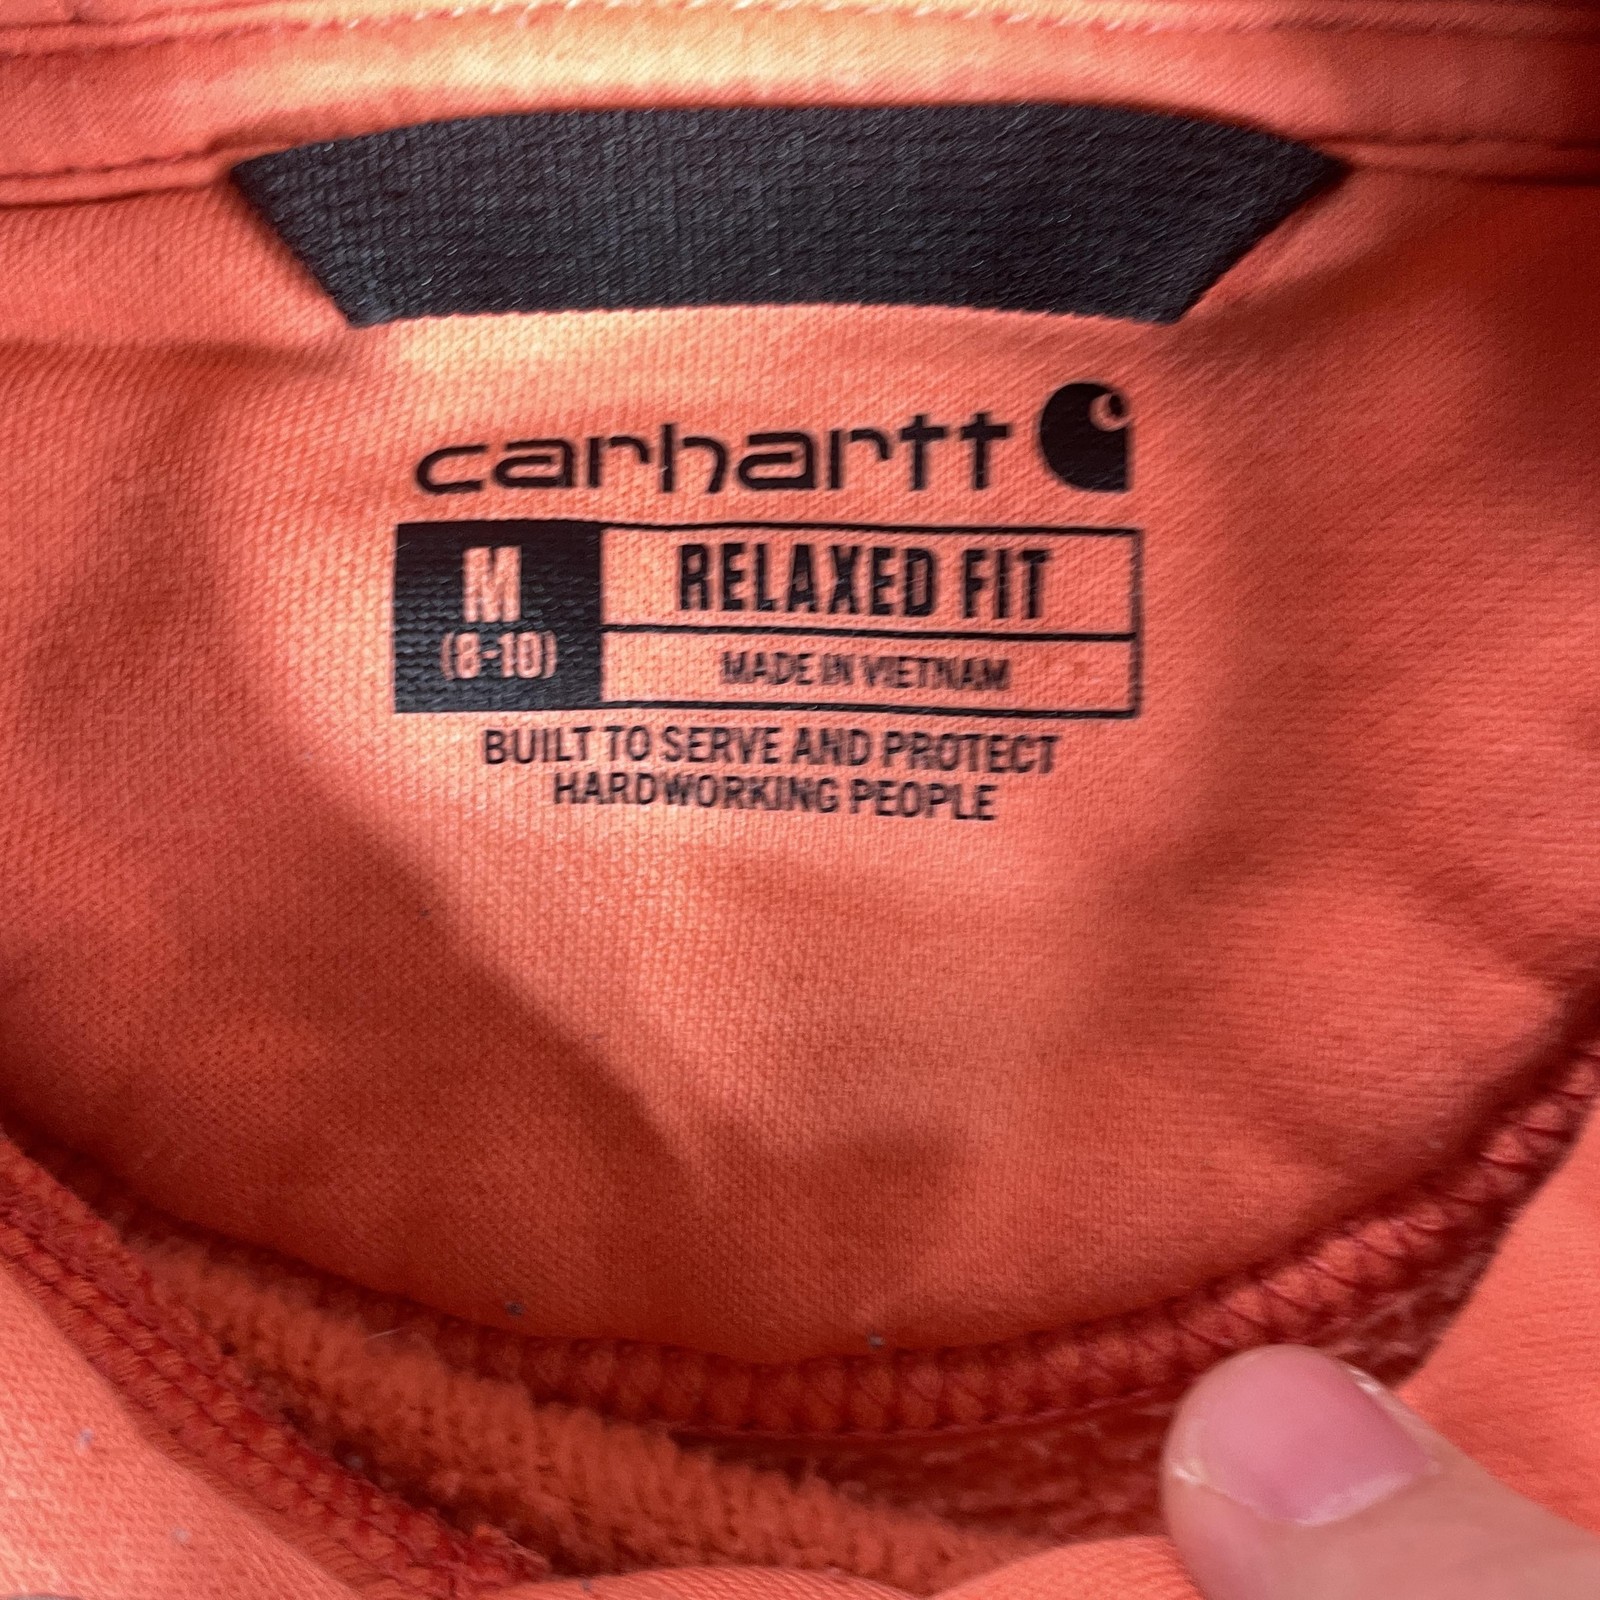 carhartt
M
(8-10)
RELAXED FIT
MADE IN VIETNAM
BUILT TO SERVE AND PROTECT
HARDWORKING PEOPLE